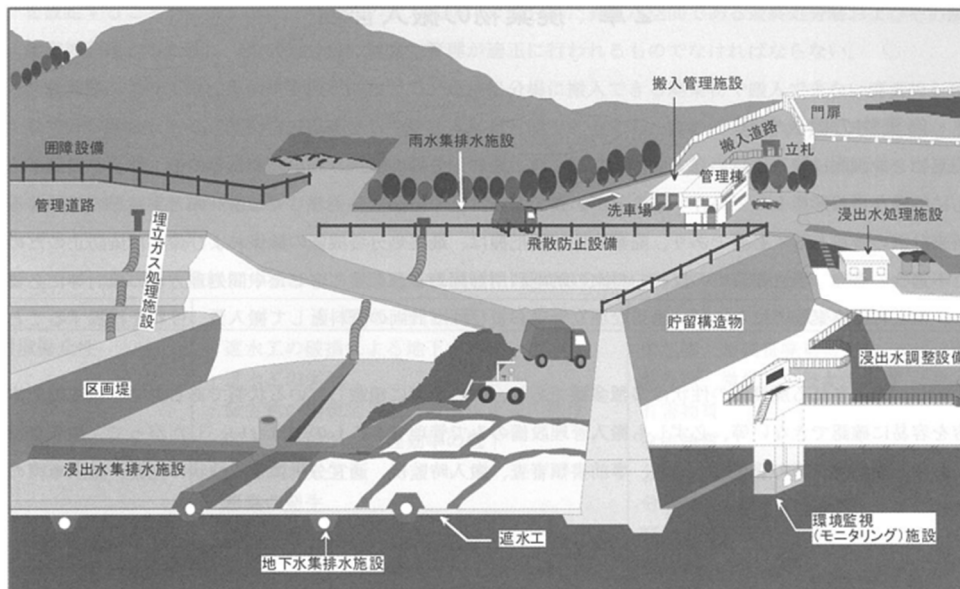 搬入管理施設
門扉
雨水集排水施設
搬入道路
立札
囲障設備
管理棟
管理道路
洗車場
浸出水処理施設
飛散防止設備
埋立ガス処理施設
貯留構造物
浸出水調整設備
区画堤
浸出水集排水施設
環境監視
(モニタリング)施設
遮水工
地下水集排水施設